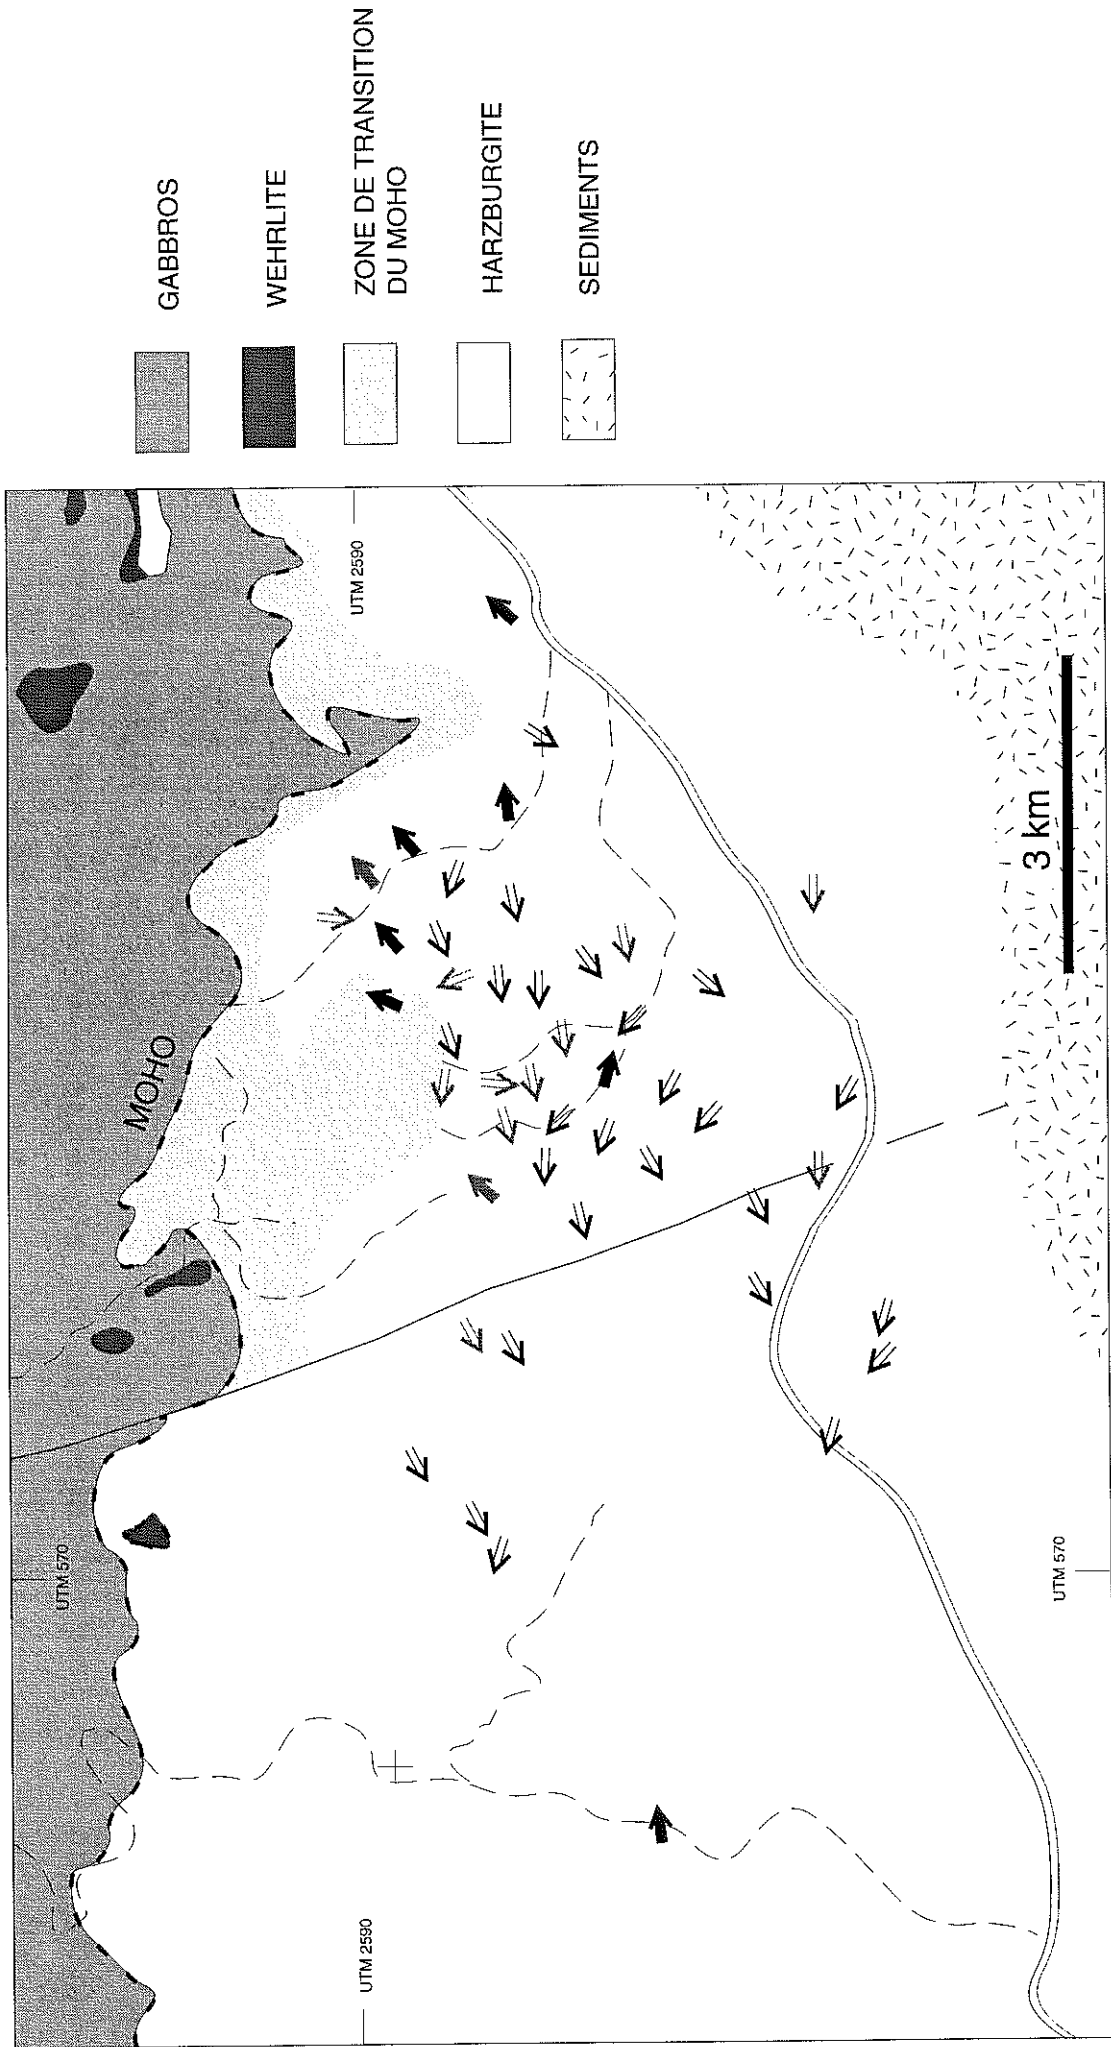 GABBROS
WEHRLITE
ZONE DE TRANSITION
DU MOHO
HARZBURGITE
SEDIMENTS
MOHO
UTM 2590
UTM 570
3 km
UTM 570
UTM 2590